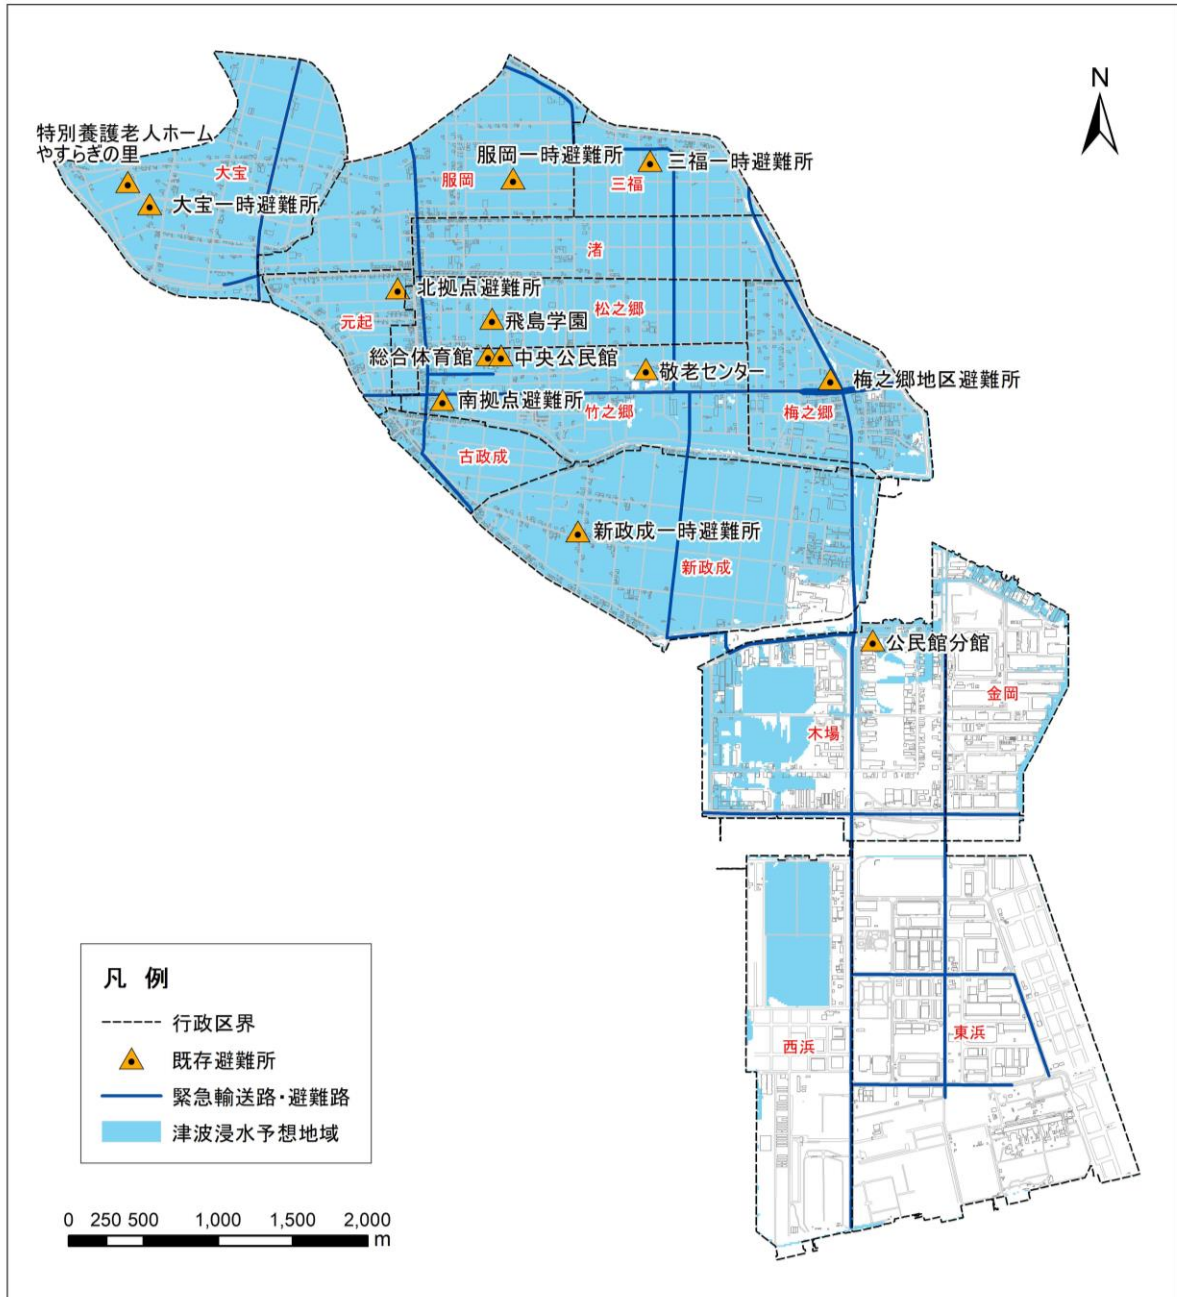 N
特別養護老人ホーム
やすらぎの里
大宝
大宝一時避難所
服岡一時避難所
服岡
三福一時避難所
三福
渚
北拠点避難所
元起
飛島学園
松之郷
総合体育館
中央公民館
敬老センター
梅之郷地区避難所
南拠点避難所
竹之郷
梅之郷
古政成
新政成一時避難所
新政成
公民館分館
金岡
木場
西浜
東浜
凡 例
行政区界
既存避難所
緊急輸送路・避難路
津波浸水予想地域
0 250 500 1,000 1,500 2,000
m